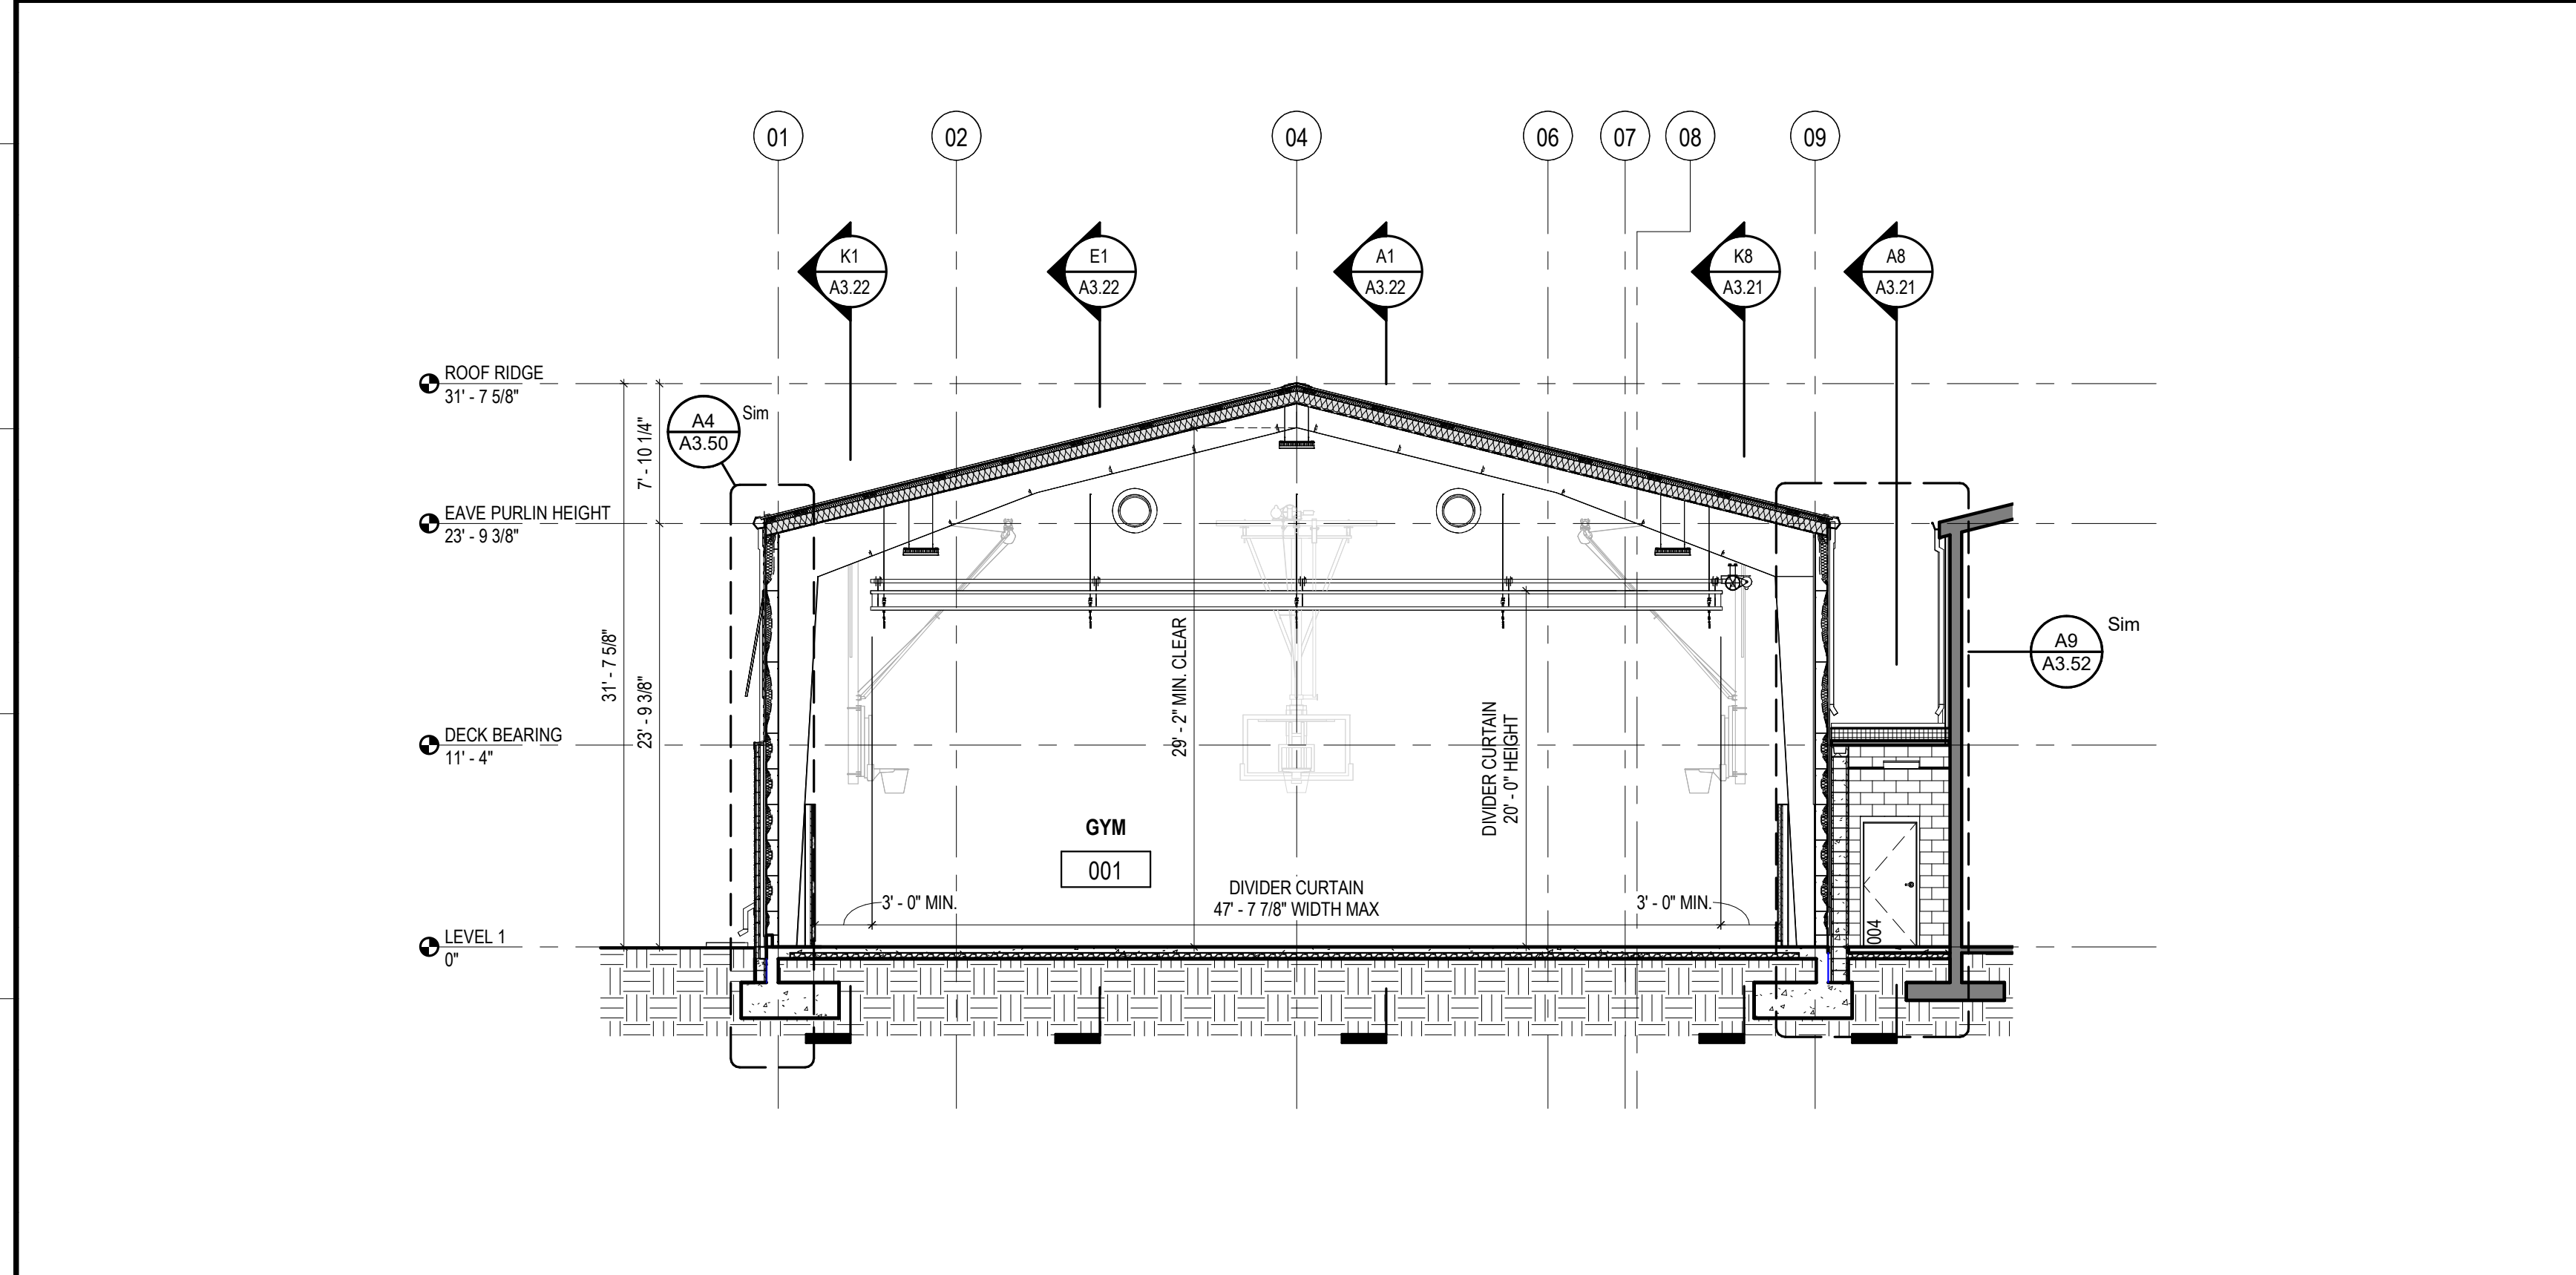 01
02
04
06
07
08
09
K1
A3.22
E1
A3.22
A1
A3.22
K8
A3.21
A8
A3.21
ROOF RIDGE
31' - 7 5/8"
A4
A3.50
Sim
7' - 10 1/4"
EAVE PURLIN HEIGHT
23' - 9 3/8"
31' - 7 5/8"
23' - 9 3/8"
29' - 2" MIN. CLEAR
DIVIDER CURTAIN
20' - 0" HEIGHT
A9
A3.52
Sim
DECK BEARING
11' - 4"
GYM
001
DIVIDER CURTAIN
47' - 7 7/8" WIDTH MAX
3' - 0" MIN.
3' - 0" MIN.
004
LEVEL 1
0"